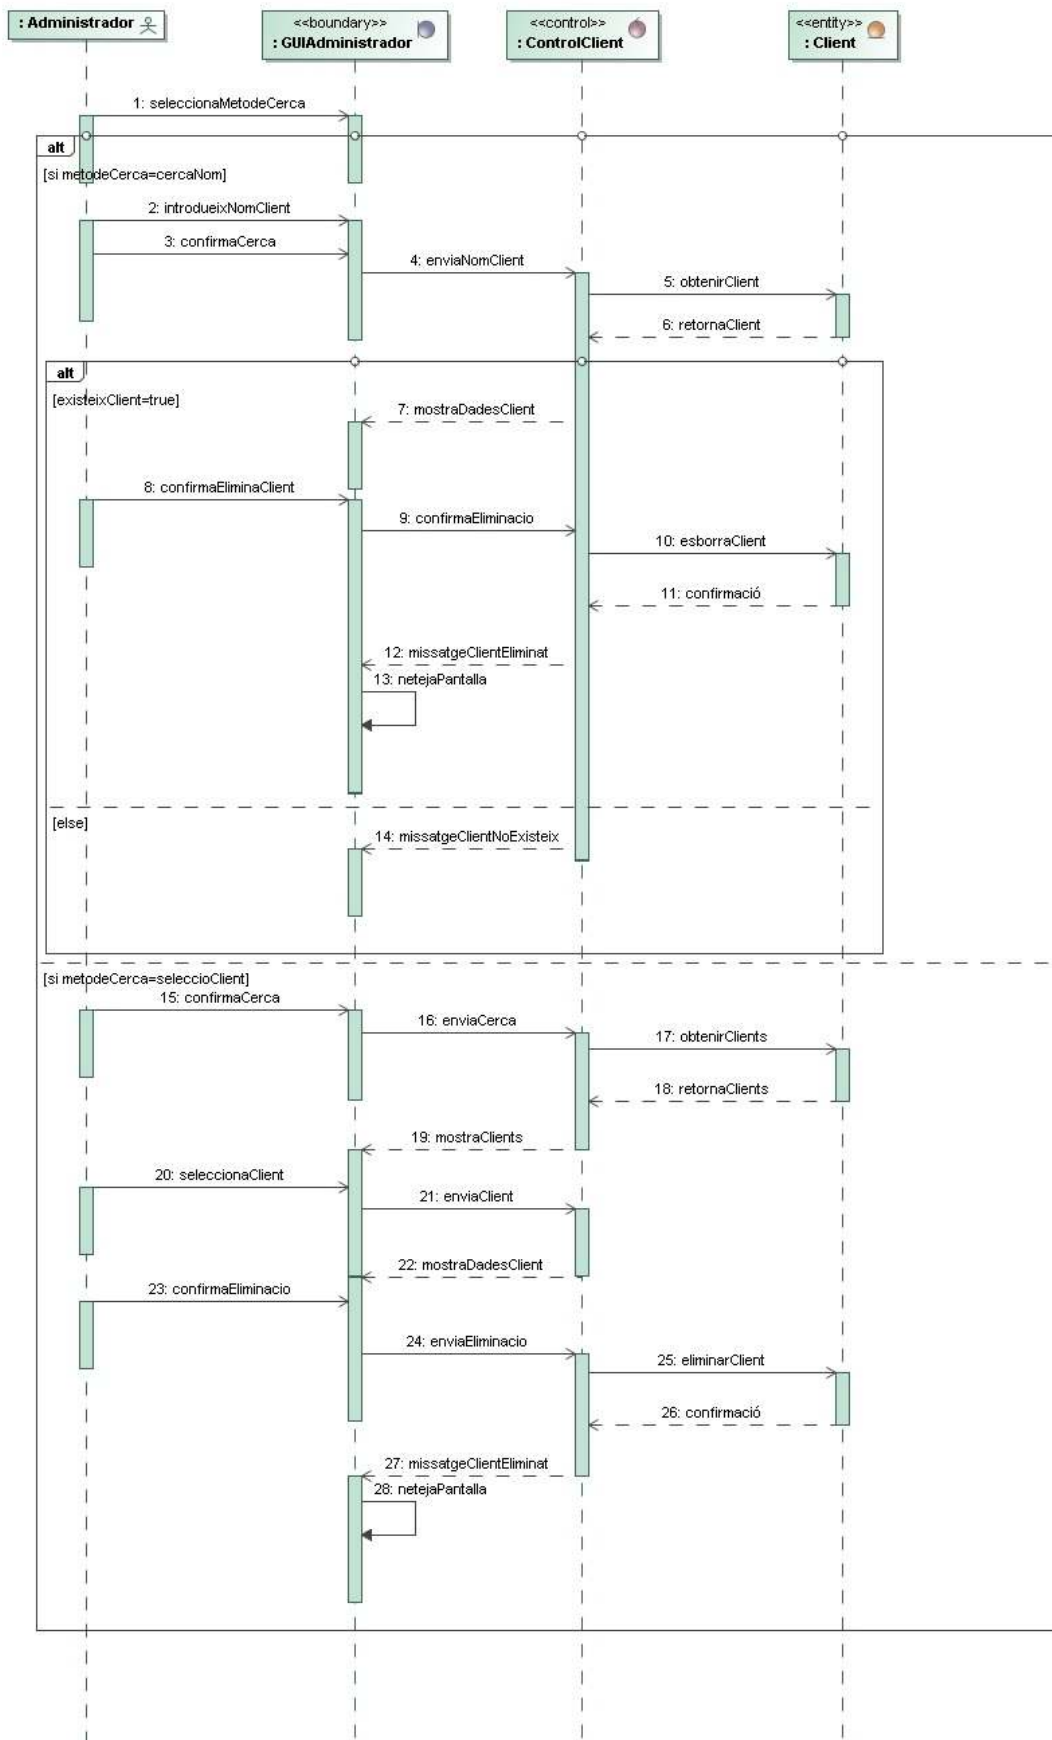 : Administrador
<<boundary>>
: GUIAdministrador
<<control>>
: ControlClient
<<entity>>
: Client
1: seleccionaMetodeCerca
alt
[si metodeCerca=cercaNom]
2: introdueixNomClient
3: confirmaCerca
4: enviaNomClient
5: obtenirClient
6: retornaClient
alt
[existeixClient=true]
7: mostraDadesClient
8: confirmaEliminaClient
9: confirmaEliminacio
10: esborraClient
11: confirmació
12: missatgeClientEliminat
13: netejaPantalla
[else]
14: missatgeClientNoExisteix
[si metodeCerca=seleccioClient]
15: confirmaCerca
16: enviaCerca
17: obtenirClients
18: retornaClients
19: mostraClients
20: seleccionaClient
21: enviaClient
22: mostraDadesClient
23: confirmaEliminacio
24: enviaEliminacio
25: eliminarClient
26: confirmació
27: missatgeClientEliminat
28: netejaPantalla